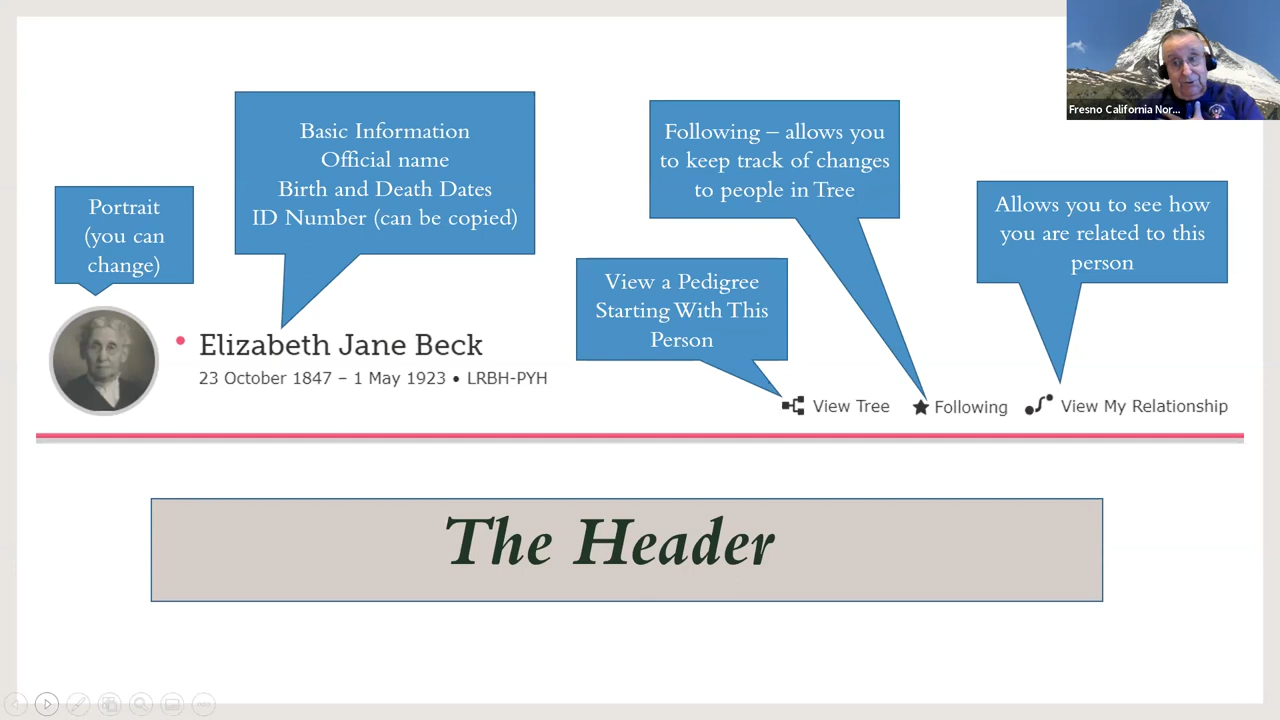 Fresno California Nor...
Basic Information
Official name
Birth and Death Dates
ID Number (can be copied)
Following – allows you
to keep track of changes
to people in Tree
Portrait
(you can
change)
Allows you to see how
you are related to this
person
View a Pedigree
Starting With This
Person
• Elizabeth Jane Beck
23 October 1847 – 1 May 1923 • LRBH-PYH
View Tree
Following
View My Relationship
The Header